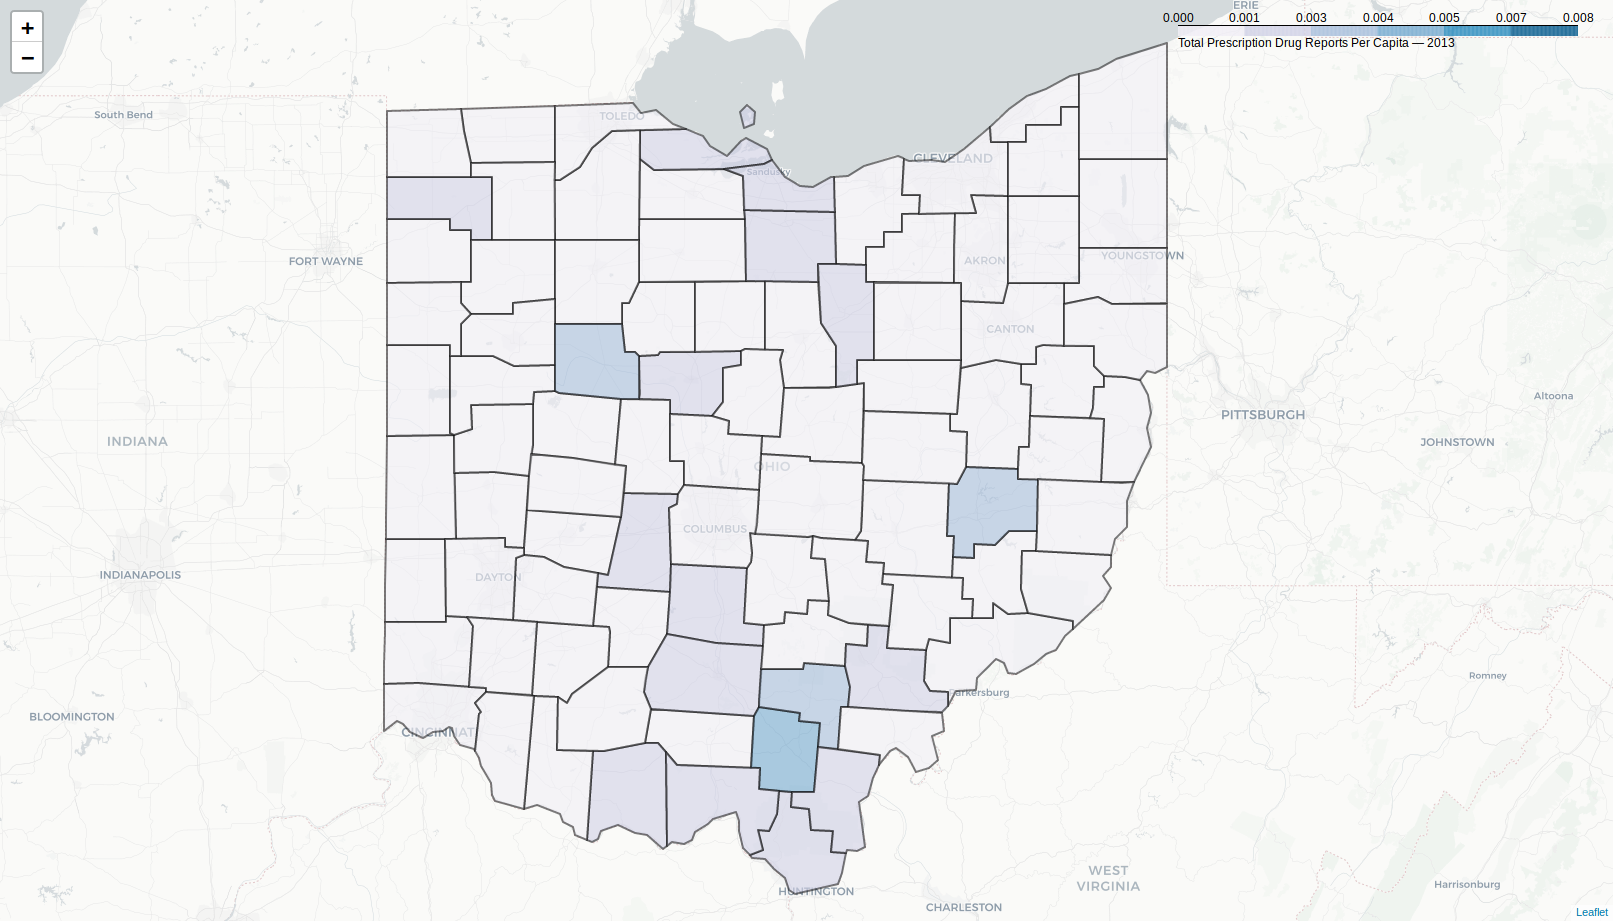 ERIE
+
−
0.000 0.001 0.003 0.004 0.005 0.007 0.008
Total Prescription Drug Reports Per Capita — 2013
South Bend
TOLEDO
CLEVELAND
Sandusky
FORT WAYNE
AKRON
YOUNGSTOWN
CANTON
Altoona
PITTSBURGH
INDIANA
JOHNSTOWN
OHIO
COLUMBUS
INDIANAPOLIS
DAYTON
Romney
arkersburg
BLOOMINGTON
CINCINNAT
WEST
VIRGINIA
HUNTINGTON
Harrisonburg
CHARLESTON
Leaflet